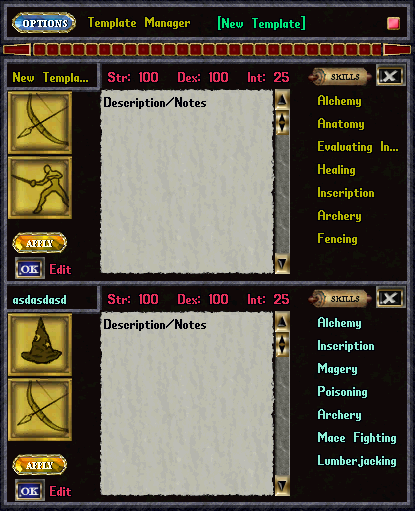 OPTIONS Template Manager [New Template]
New Templa... Str: 100 Dex: 100 Int: 25 SKILLS
Description/Notes
Alchemy
Anatomy
Evaluating In...
Healing
Inscription
Archery
Fencing
APPLY
OK Edit
asdasdasd Str: 100 Dex: 100 Int: 25 SKILLS
Description/Notes
Alchemy
Inscription
Magery
Poisoning
Archery
Mace Fighting
Lumberjacking
APPLY
OK Edit